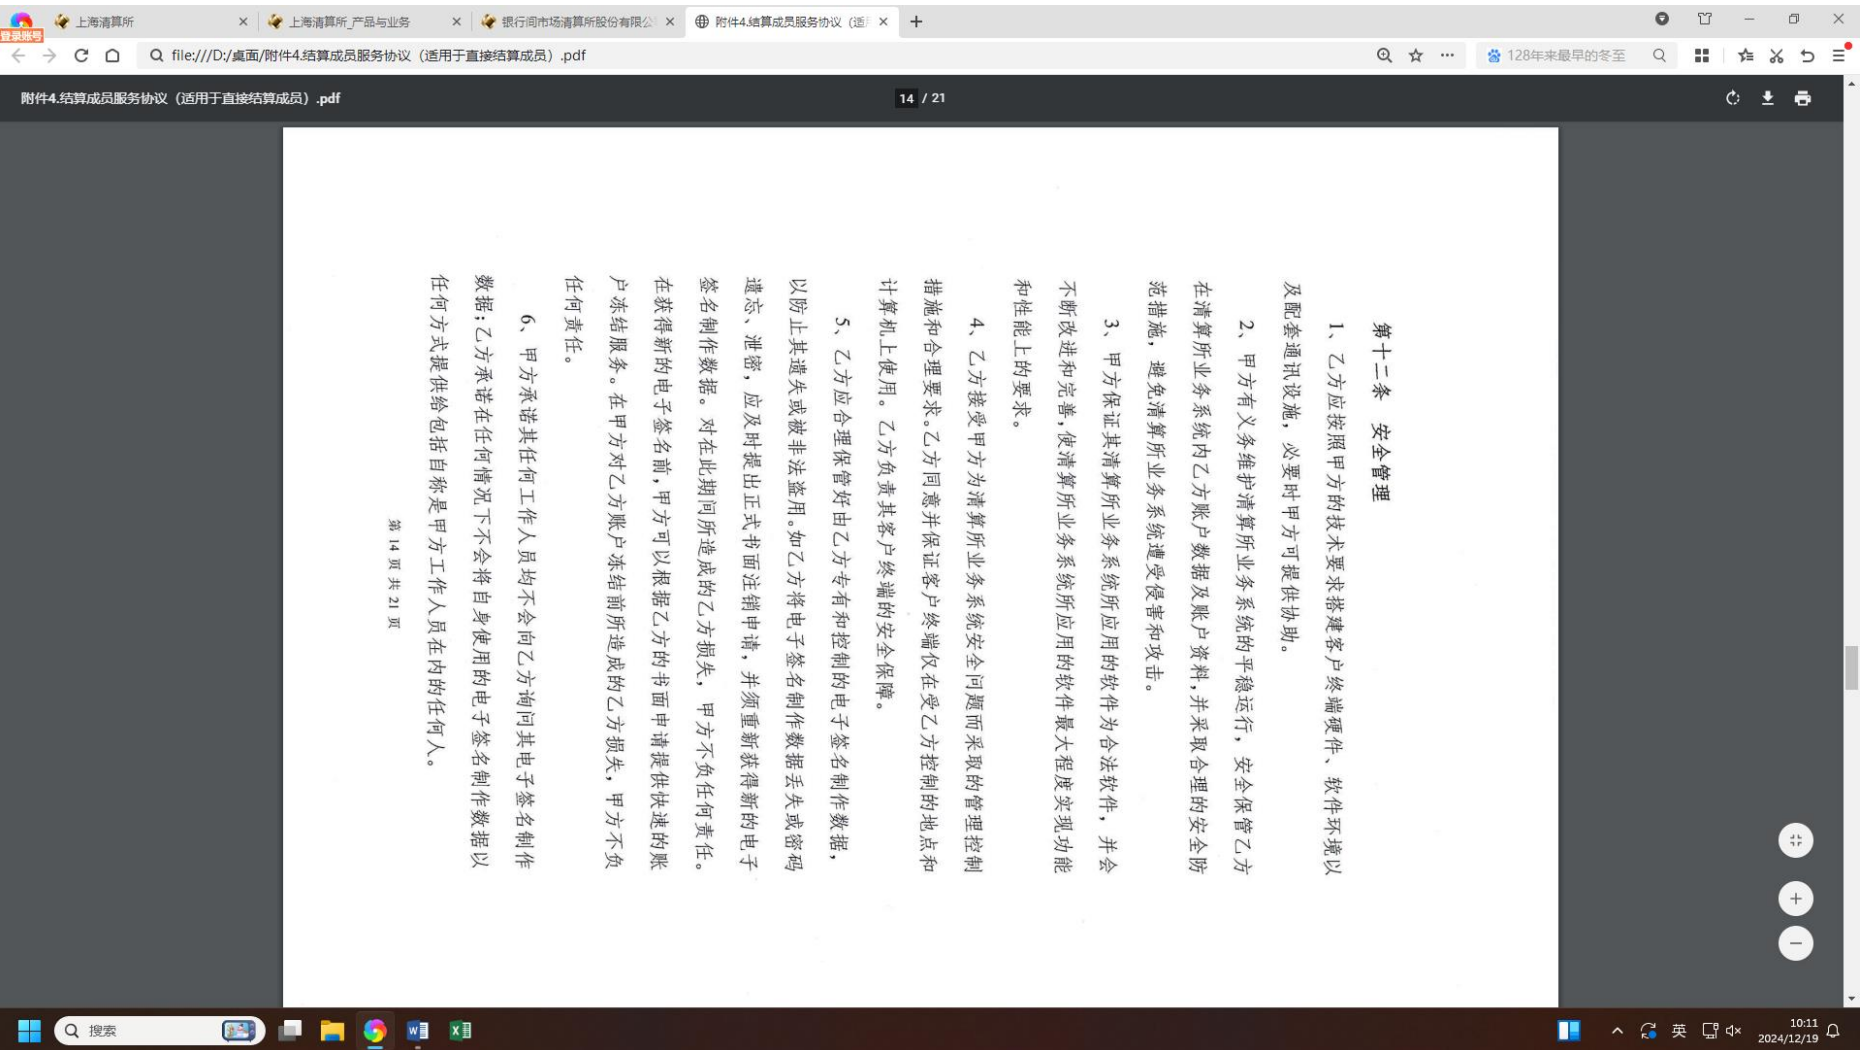 上海清算所
上海清算所_产品与业务
银行间市场清算所股份有限公
附件4.结算成员服务协议（适
登录账号
file:///D:/桌面/附件4.结算成员服务协议（适用于直接结算成员）.pdf
128年来最早的冬至
附件4.结算成员服务协议（适用于直接结算成员）.pdf
14 / 21
第十二条 安全管理
1、乙方应按照甲方的技术要求搭建客户终端硬件、软件环境以
及配套通讯设施，必要时甲方可提供协助。
2、甲方有义务维护清算所业务系统的平稳运行，安全保管乙方
在清算所业务系统内乙方账户数据及账户资料，并采取合理的安全防
范措施，避免清算所业务系统遭受侵害和攻击。
3、甲方保证其清算所业务系统所应用的软件为合法软件，并会
不断改进和完善，使清算所业务系统所应用的软件最大程度实现功能
和性能上的要求。
4、乙方接受甲方为清算所业务系统安全问题而采取的管理控制
措施和合理要求。乙方同意并保证客户终端仅在受乙方控制的地点和
计算机上使用。乙方负责其客户终端的安全保障。
5、乙方应合理保管好由乙方专有和控制的电子签名制作数据，
以防止其遗失或被非法盗用。如乙方将电子签名制作数据丢失或密码
遗忘、泄密，应及时提出正式书面注销申请，并须重新获得新的电子
签名制作数据。对在此期间所造成的乙方损失，甲方不负任何责任。
在获得新的电子签名前，甲方可以根据乙方的书面申请提供快速的账
户冻结服务。在甲方对乙方账户冻结前所造成的乙方损失，甲方不负
任何责任。
6、甲方承诺其任何工作人员均不会向乙方询问其电子签名制作
数据；乙方承诺在任何情况下不会将自身使用的电子签名制作数据以
任何方式提供给包括自称是甲方工作人员在内的任何人。
第 14 页 共 21 页
搜索
英
10:11
2024/12/19